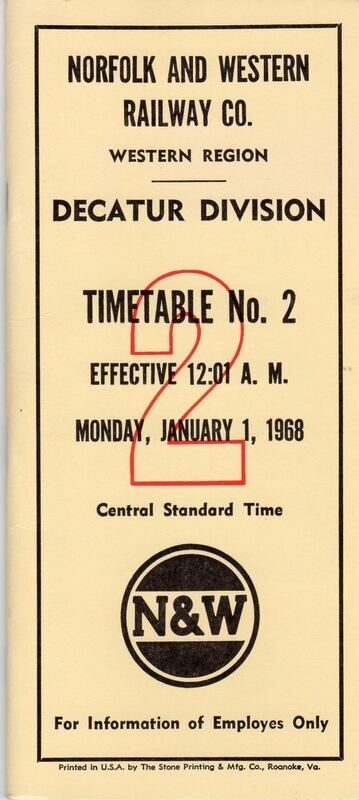 NORFOLK AND WESTERN
RAILWAY CO.
WESTERN REGION
DECATUR DIVISION
2
TIMETABLE No. 2
EFFECTIVE 12:01 A. M.
MONDAY, JANUARY 1, 1968
Central Standard Time
N&W
For Information of Employes Only
Printed in U.S.A. by The Stone Printing & Mfg. Co., Roanoke, Va.